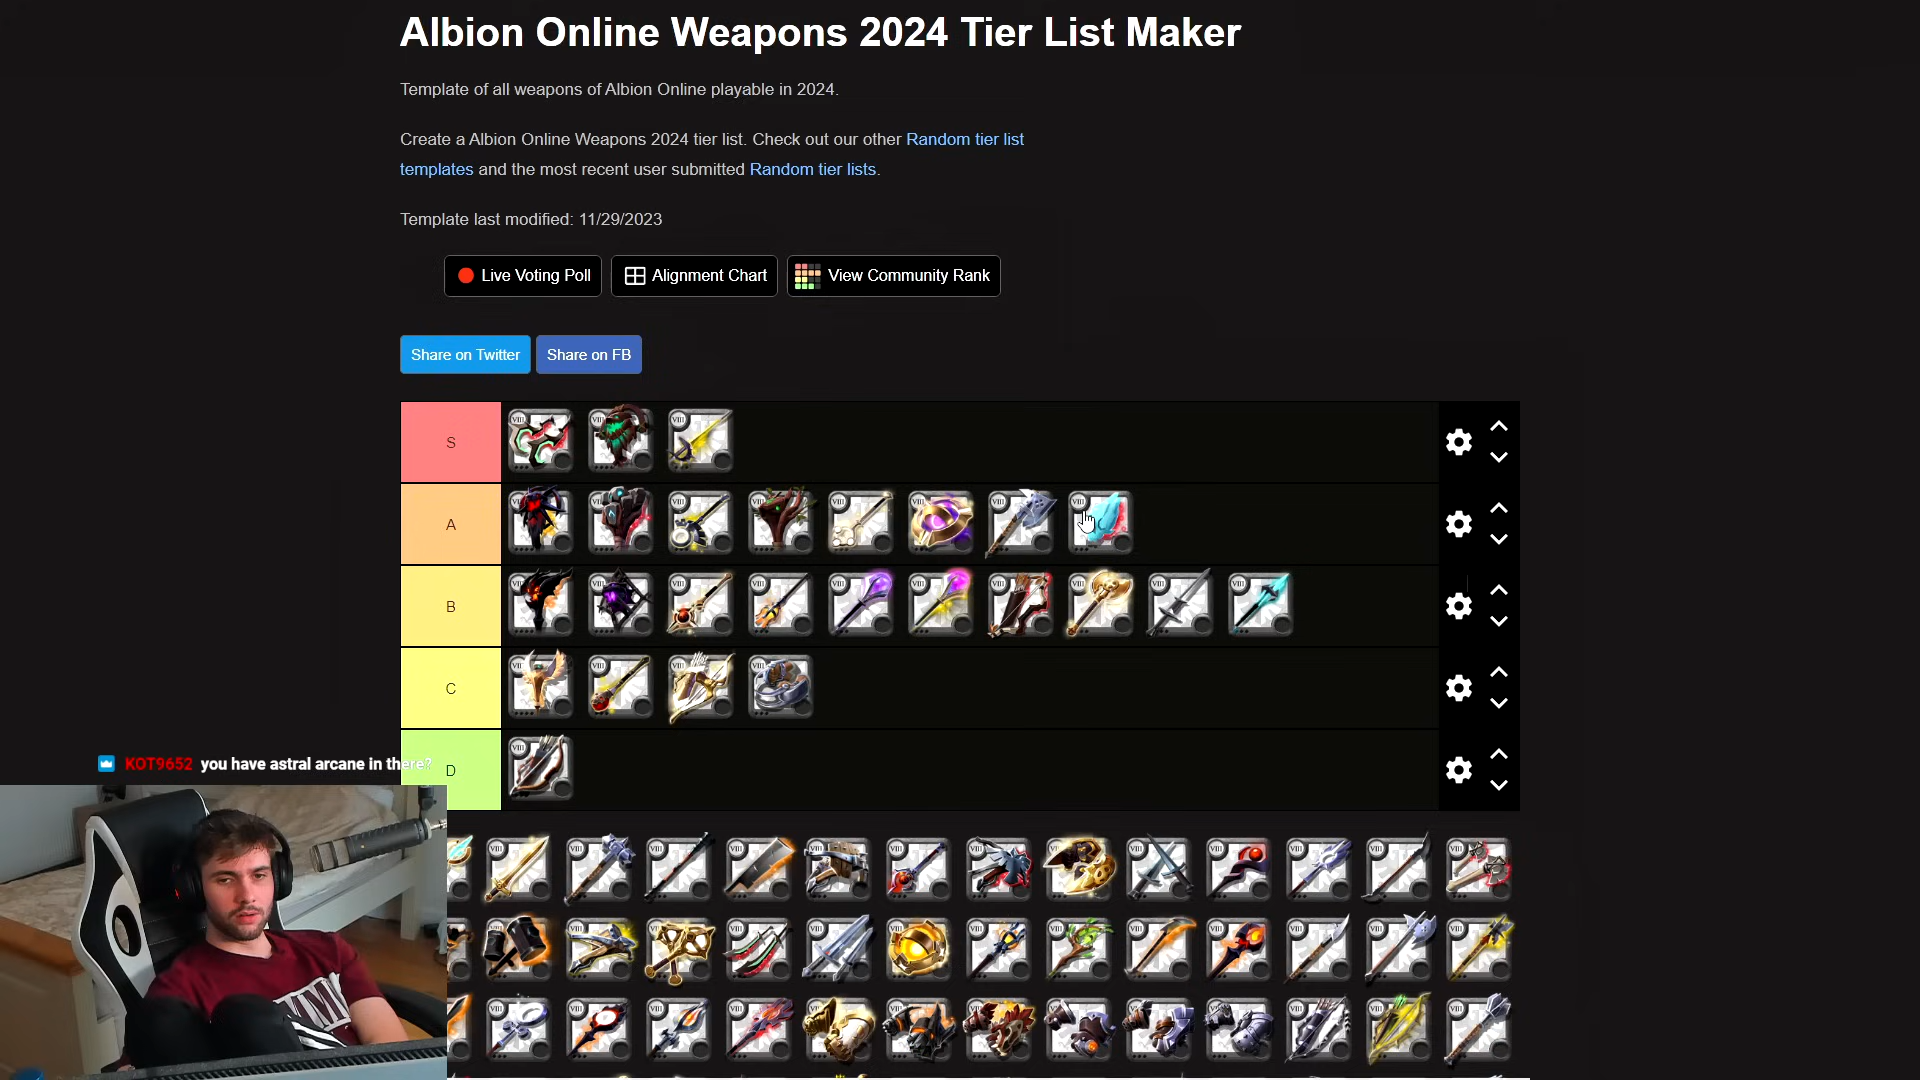 Albion Online Weapons 2024 Tier List Maker
Template of all weapons of Albion Online playable in 2024.
Create a Albion Online Weapons 2024 tier list. Check out our other Random tier list
templates and the most recent user submitted Random tier lists.
Template last modified: 11/29/2023
Live Voting Poll
Alignment Chart
View Community Rank
Share on Twitter
Share on FB
S
A
B
C
D
KOT9652 you have astral arcane in there?